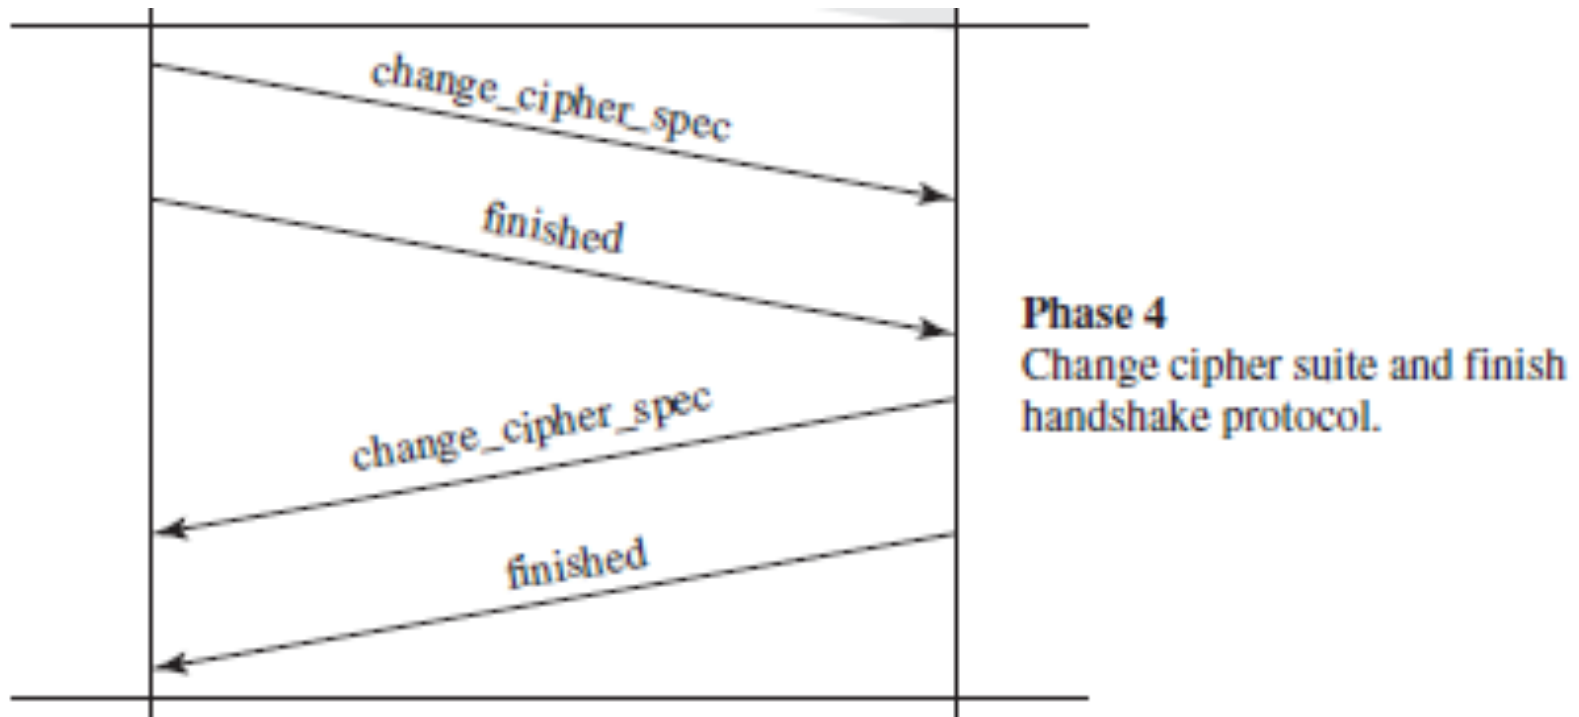 change_cipher_spec
finished
Phase 4
Change cipher suite and finish
handshake protocol.
change_cipher_spec
finished